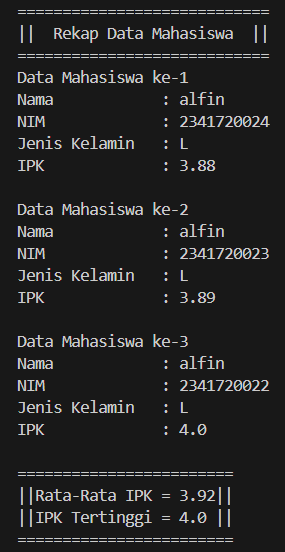 ============================
||  Rekap Data Mahasiswa  ||
============================
Data Mahasiswa ke-1
Nama            : alfin
NIM             : 2341720024
Jenis Kelamin   : L
IPK             : 3.88

Data Mahasiswa ke-2
Nama            : alfin
NIM             : 2341720023
Jenis Kelamin   : L
IPK             : 3.89

Data Mahasiswa ke-3
Nama            : alfin
NIM             : 2341720022
Jenis Kelamin   : L
IPK             : 4.0

========================
||Rata-Rata IPK = 3.92||
||IPK Tertinggi = 4.0 ||
========================